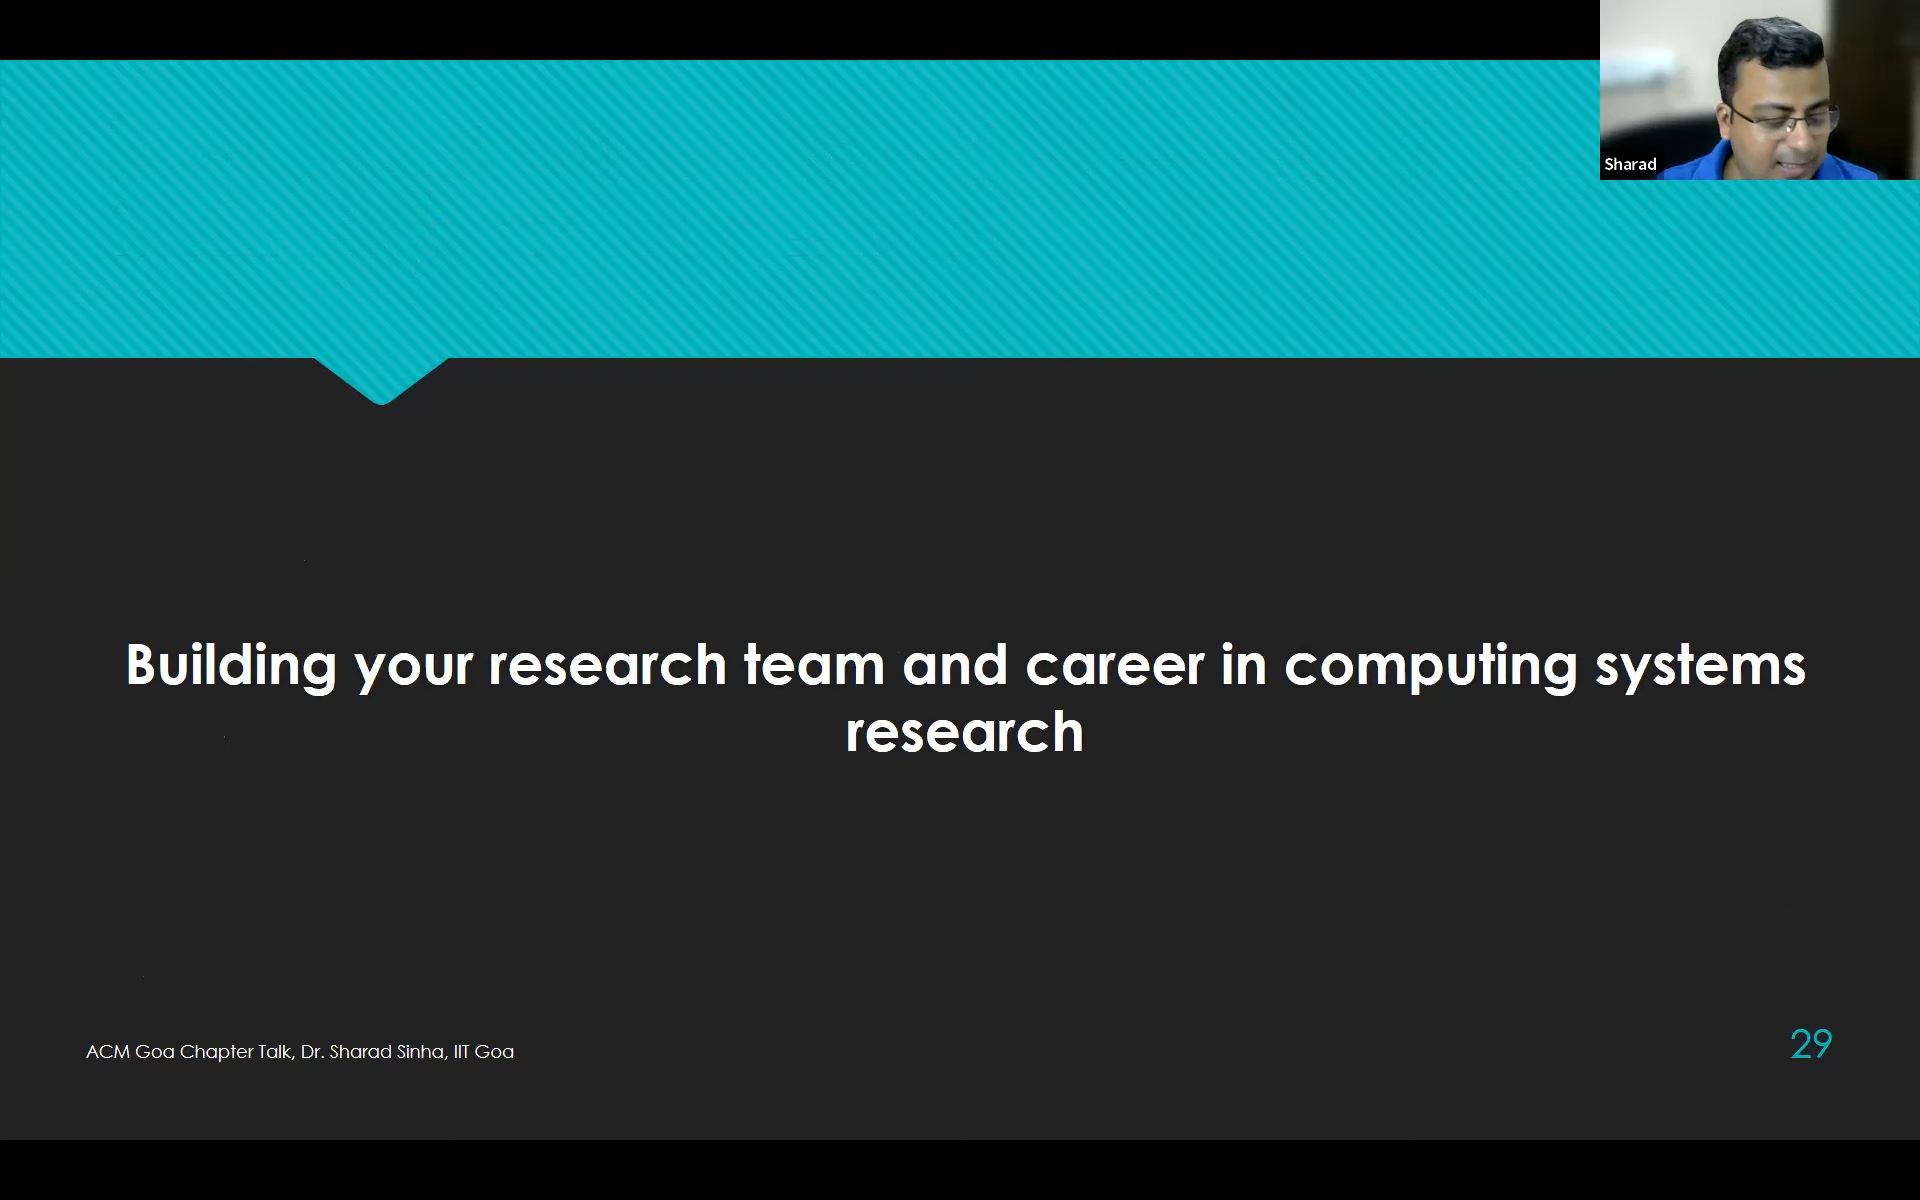 Sharad
Building your research team and career in computing systems
research
ACM Goa Chapter Talk, Dr. Sharad Sinha, IIT Goa
29